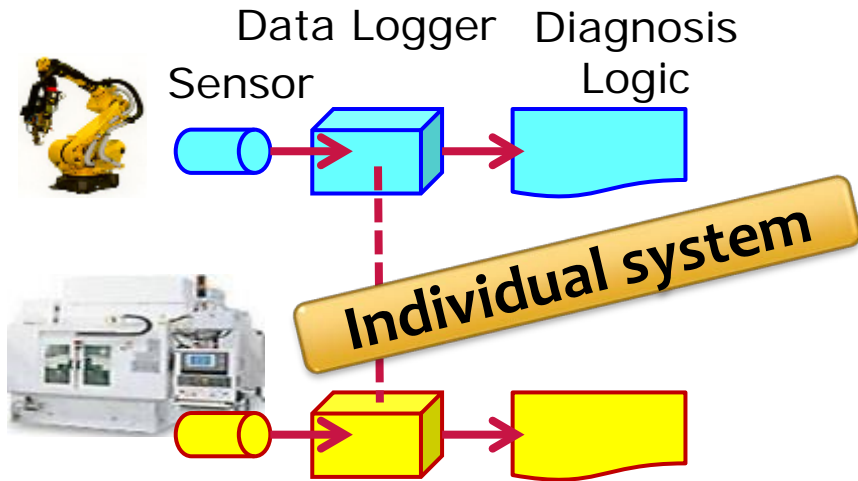 Data Logger
Diagnosis
Logic
Sensor
Individual system